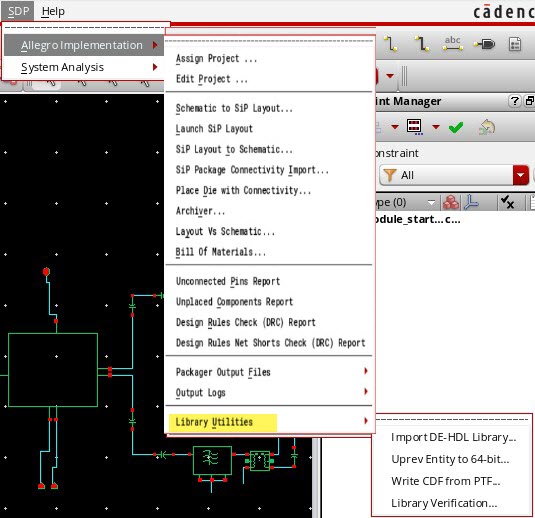 SDP Help
cādenc
Allegro Implementation
System Analysis
abc
Assign Project ...
Edit Project ...
Schematic to SiP Layout...
Launch SiP Layout
SiP Layout to Schematic...
SiP Package Connectivity Import...
Place Die with Connectivity...
Archiver...
Layout Vs Schematic...
Bill Of Materials...
Unconnected Pins Report
Unplaced Components Report
Design Rules Check (DRC) Report
Design Rules Net Shorts Check (DRC) Report
Packager Output Files
Output Logs
Library Utilities
Import DE-HDL Library...
Uprev Entity to 64-bit...
Write CDF from PTF...
Library Verification...
nt Manager
onstraint
All
ype (0)
odule_start...c...